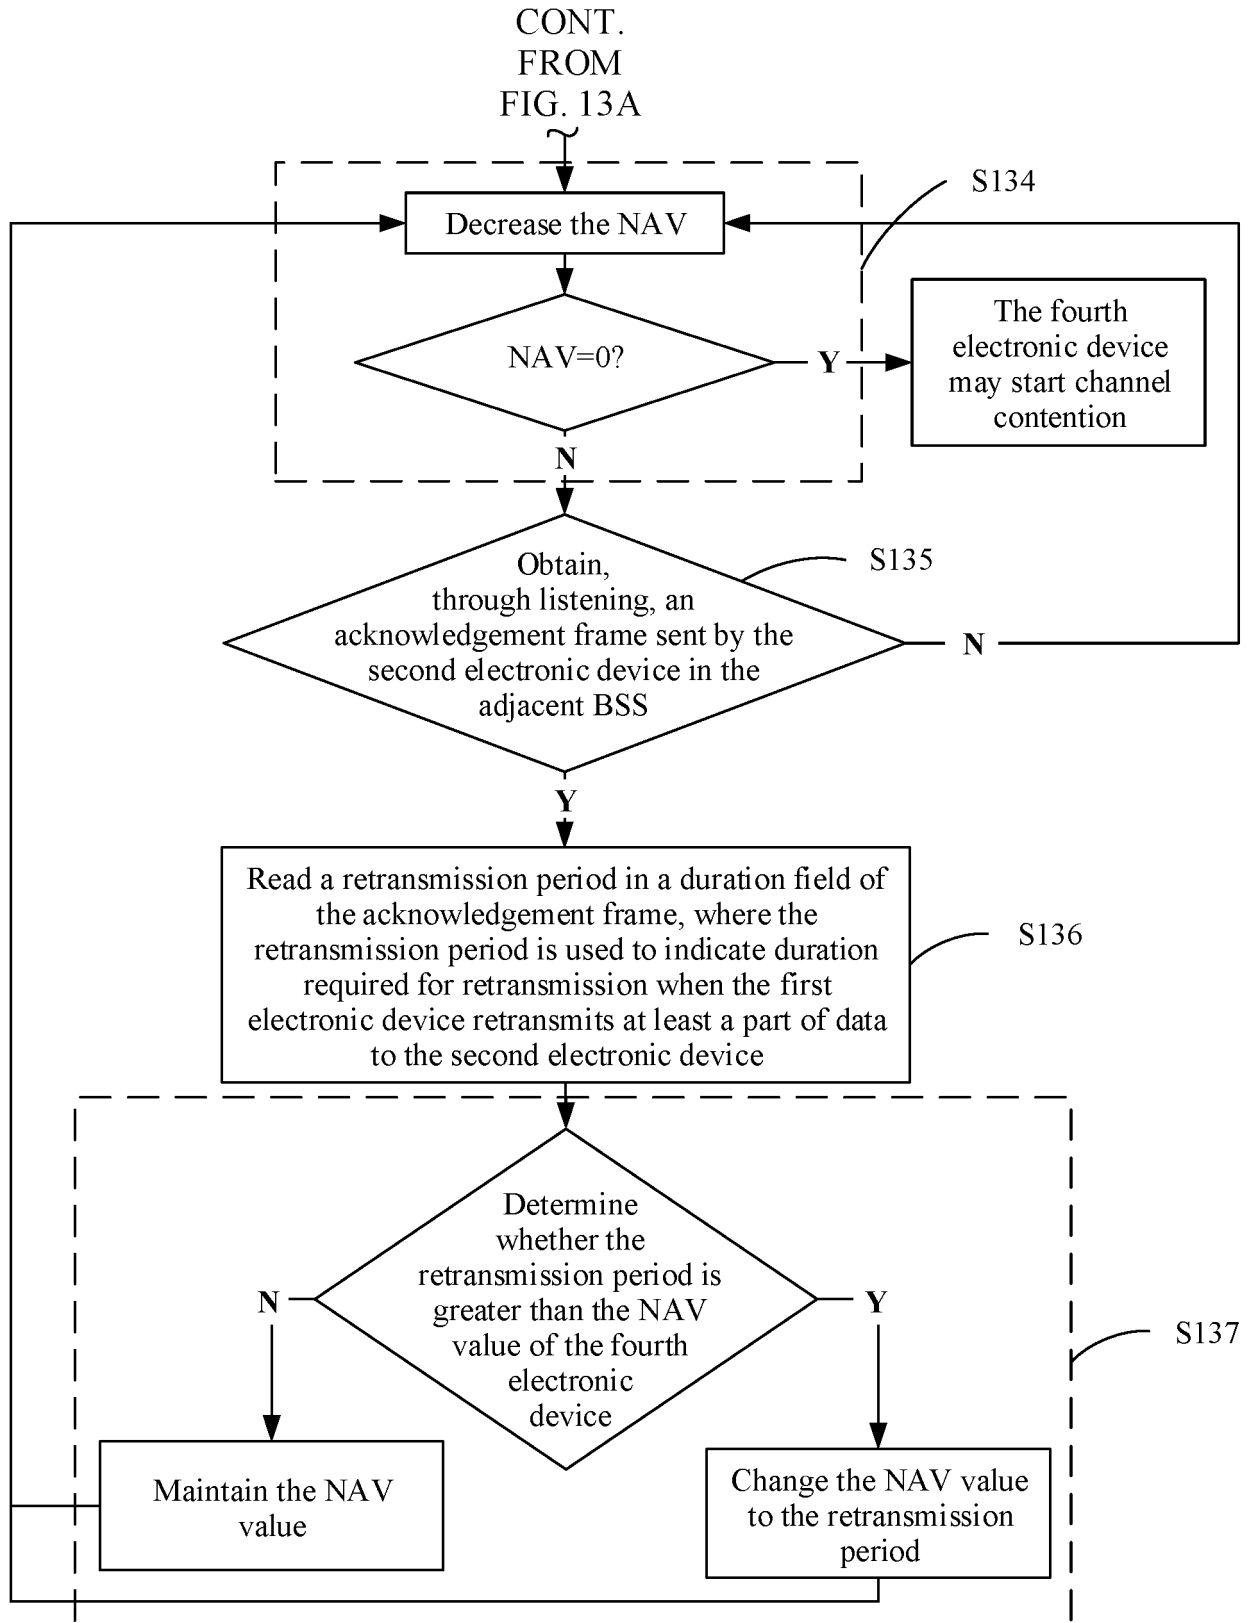 CONT.
FROM
FIG. 13A
S134
Decrease the NAV
The fourth
electronic device
may start channel
contention
NAV=0?
Y
N
S135
Obtain,
through listening, an
acknowledgement frame sent by the
second electronic device in the
adjacent BSS
N
Y
Read a retransmission period in a duration field of
the acknowledgement frame, where the
retransmission period is used to indicate duration
required for retransmission when the first
electronic device retransmits at least a part of data
to the second electronic device
S136
Determine
whether the
retransmission period is
greater than the NAV
value of the fourth
electronic
device
N
Y
S137
Maintain the NAV
value
Change the NAV value
to the retransmission
period